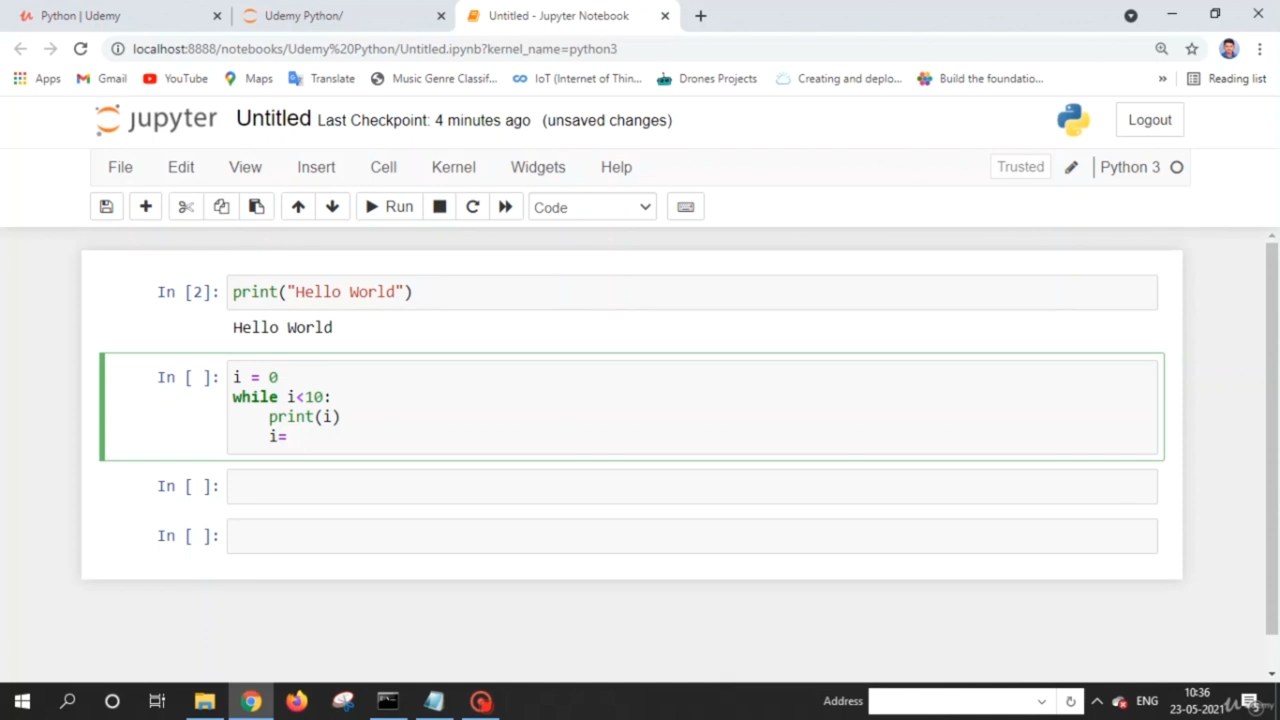 Python | Udemy
Udemy Python/
Untitled - Jupyter Notebook
localhost:8888/notebooks/Udemy%20Python/Untitled.ipynb?kernel_name=python3
Apps Gmail YouTube Maps Translate Music Genre Classif... IoT (Internet of Thin... Drones Projects Creating and deplo... Build the foundatio... » Reading list
jupyter Untitled Last Checkpoint: 4 minutes ago (unsaved changes) Logout
File Edit View Insert Cell Kernel Widgets Help Trusted Python 3
Run Code
In [2]: print("Hello World")
Hello World
In [ ]: i = 0
while i<10:
print(i)
i=
In [ ]:
In [ ]:
Address ENG 10:36
23-05-2021